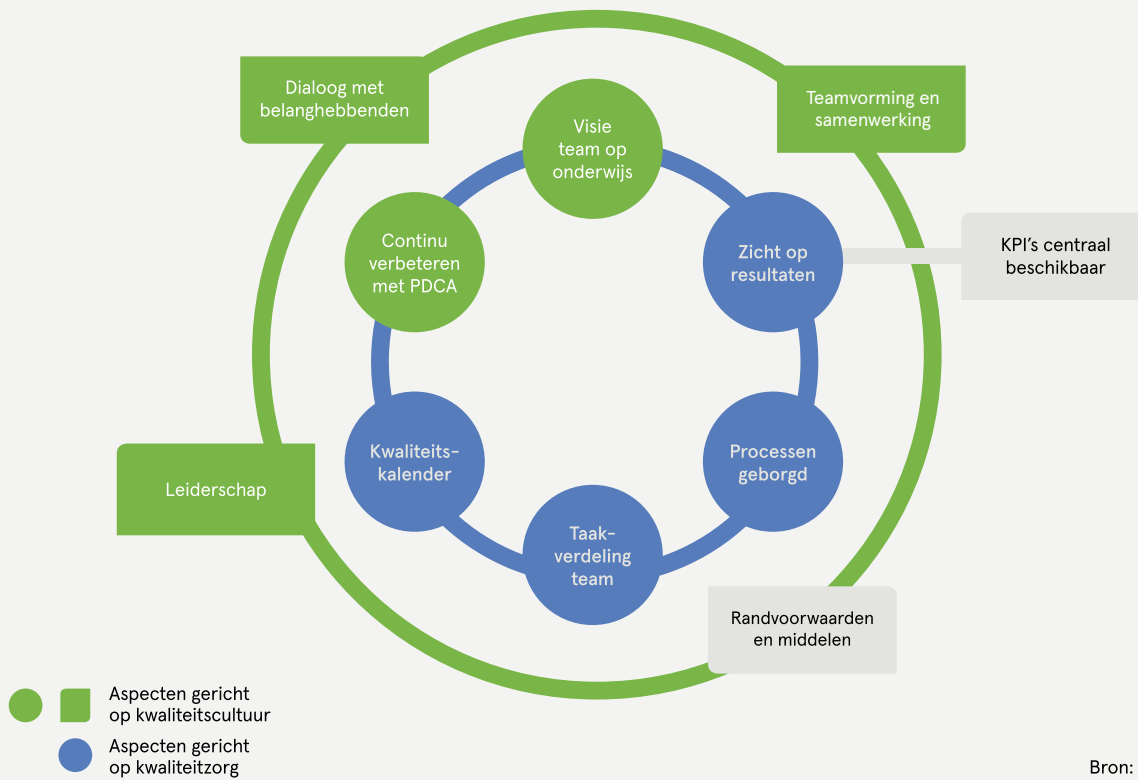 Dialoog met
belanghebbenden
Teamvorming en
samenwerking
Visie
team op
onderwijs
Continu
verbeteren
met PDCA
Zicht op
resultaten
KPI's centraal
beschikbaar
Kwaliteits-
kalender
Processen
geborgd
Leiderschap
Taak-
verdeling
team
Randvoorwaarden
en middelen
Aspecten gericht
op kwaliteitscultuur
Aspecten gericht
op kwaliteitzorg
Bron: